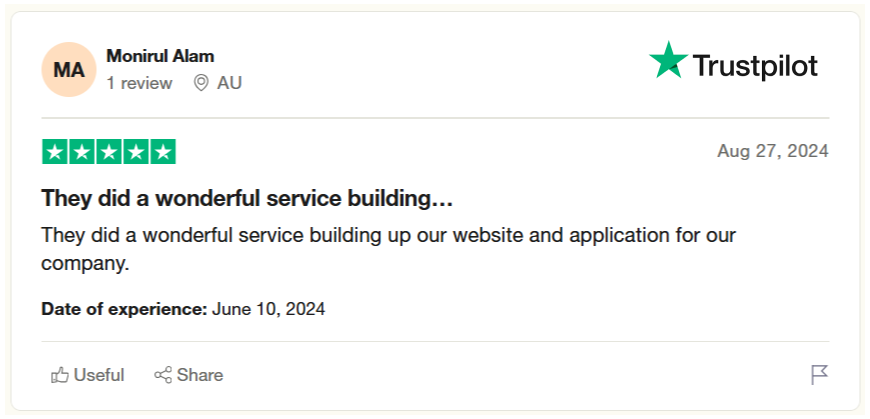 MA
Monirul Alam
1 review AU
Trustpilot
Aug 27, 2024
They did a wonderful service building…
They did a wonderful service building up our website and application for our
company.
Date of experience: June 10, 2024
Useful Share